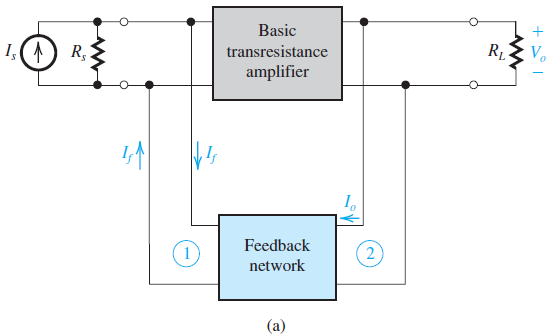 Basic
transresistance
amplifier
I_s
R_s
R_L
+
V_o
−
I_f
I_f
I_o
1
Feedback
network
2
(a)